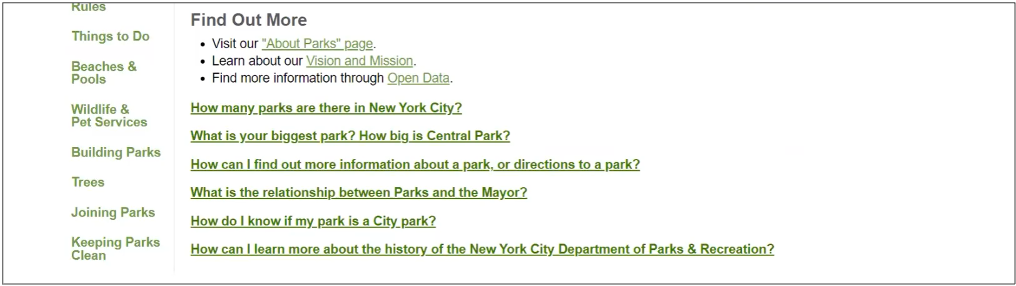 Rules
Things to Do
Beaches &
Pools
Wildlife &
Pet Services
Building Parks
Trees
Joining Parks
Keeping Parks
Clean
Find Out More
• Visit our "About Parks" page.
• Learn about our Vision and Mission.
• Find more information through Open Data.
How many parks are there in New York City?
What is your biggest park? How big is Central Park?
How can I find out more information about a park, or directions to a park?
What is the relationship between Parks and the Mayor?
How do I know if my park is a City park?
How can I learn more about the history of the New York City Department of Parks & Recreation?